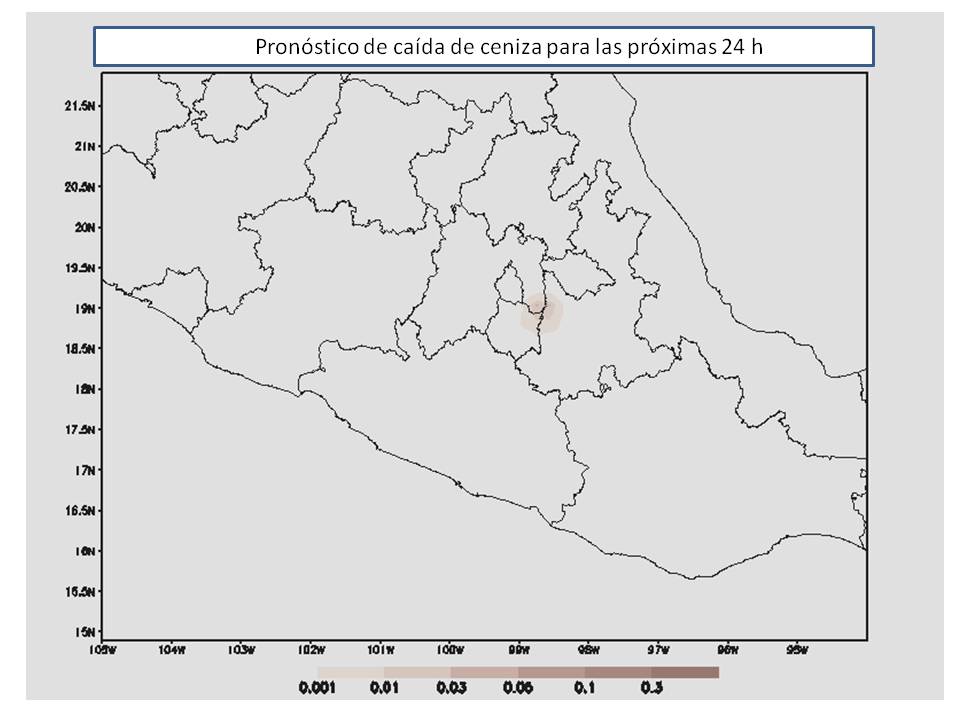 Pronóstico de caída de ceniza para las próximas 24 h
21.5N
21N
20.5N
20N
19.5N
19N
18.5N
18N
17.5N
17N
16.5N
16N
15.5N
15N
105W 104W 103W 102W 101W 100W 99W 98W 97W 96W 95W
0.001 0.01 0.03 0.06 0.1 0.3